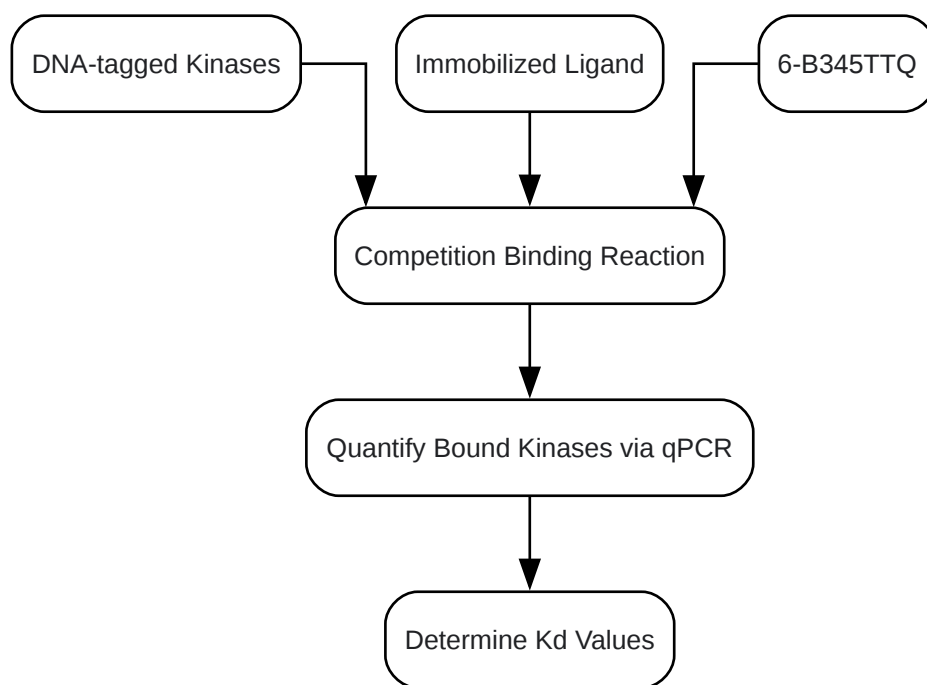 DNA-tagged Kinases
Immobilized Ligand
6-B345TTQ
Competition Binding Reaction
Quantify Bound Kinases via qPCR
Determine Kd Values